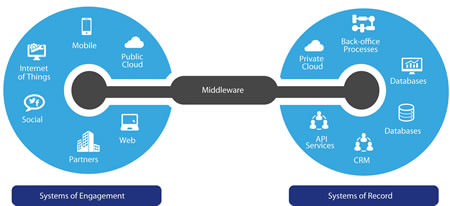 Mobile
Public
Cloud
Internet
of Things
Social
Partners
Web
Middleware
Back-office
Processes
Private
Cloud
Databases
Databases
API
Services
CRM
Systems of Engagement
Systems of Record